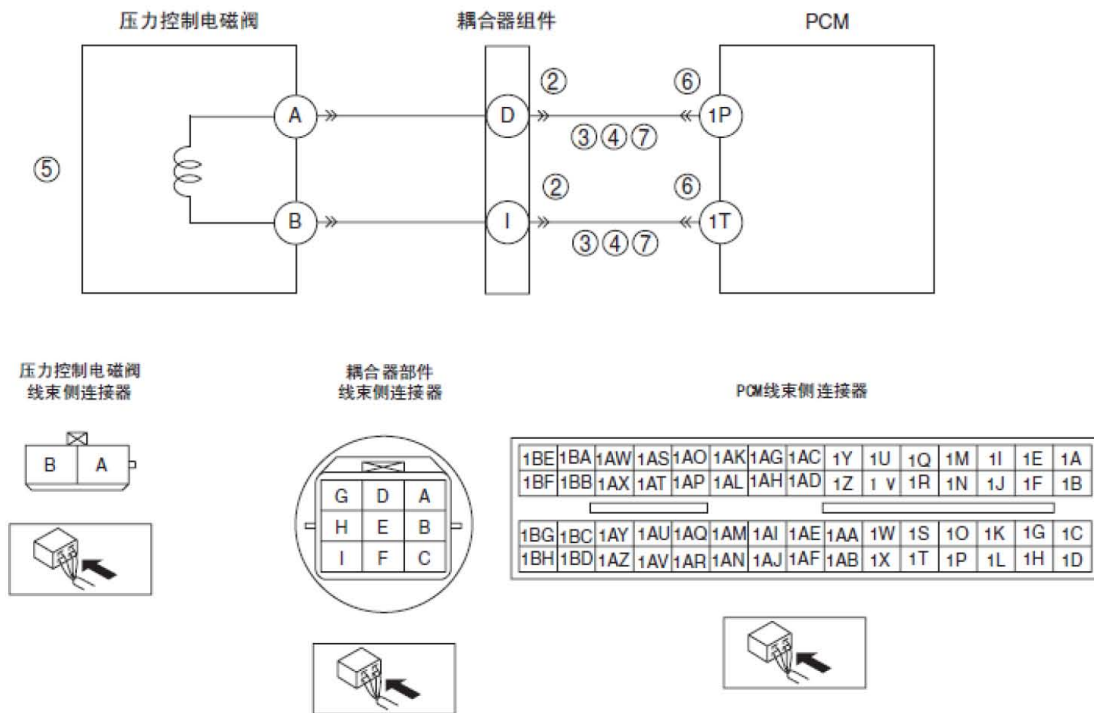 压力控制电磁阀
耦合器组件
PCM
A
D
②
⑥
1P
③④⑦
⑤
B
I
②
⑥
1T
③④⑦
压力控制电磁阀
线束侧连接器
耦合器部件
线束侧连接器
PCM线束侧连接器
B A
G D A
H E B
I F C
1BE 1BA 1AW 1AS 1AO 1AK 1AG 1AC 1Y 1U 1Q 1M 1I 1E 1A
1BF 1BB 1AX 1AT 1AP 1AL 1AH 1AD 1Z 1V 1R 1N 1J 1F 1B
1BG 1BC 1AY 1AU 1AQ 1AM 1AI 1AE 1AA 1W 1S 1O 1K 1G 1C
1BH 1BD 1AZ 1AV 1AR 1AN 1AJ 1AF 1AB 1X 1T 1P 1L 1H 1D